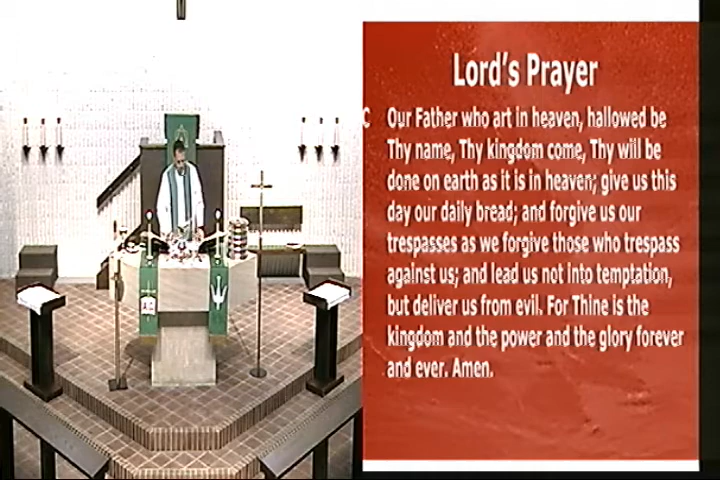 Lord's Prayer
C Our Father who art in heaven, hallowed be
Thy name, Thy kingdom come, Thy will be
done on earth as it is in heaven; give us this
day our daily bread; and forgive us our
trespasses as we forgive those who trespass
against us; and lead us not into temptation,
but deliver us from evil. For Thine is the
kingdom and the power and the glory forever
and ever. Amen.